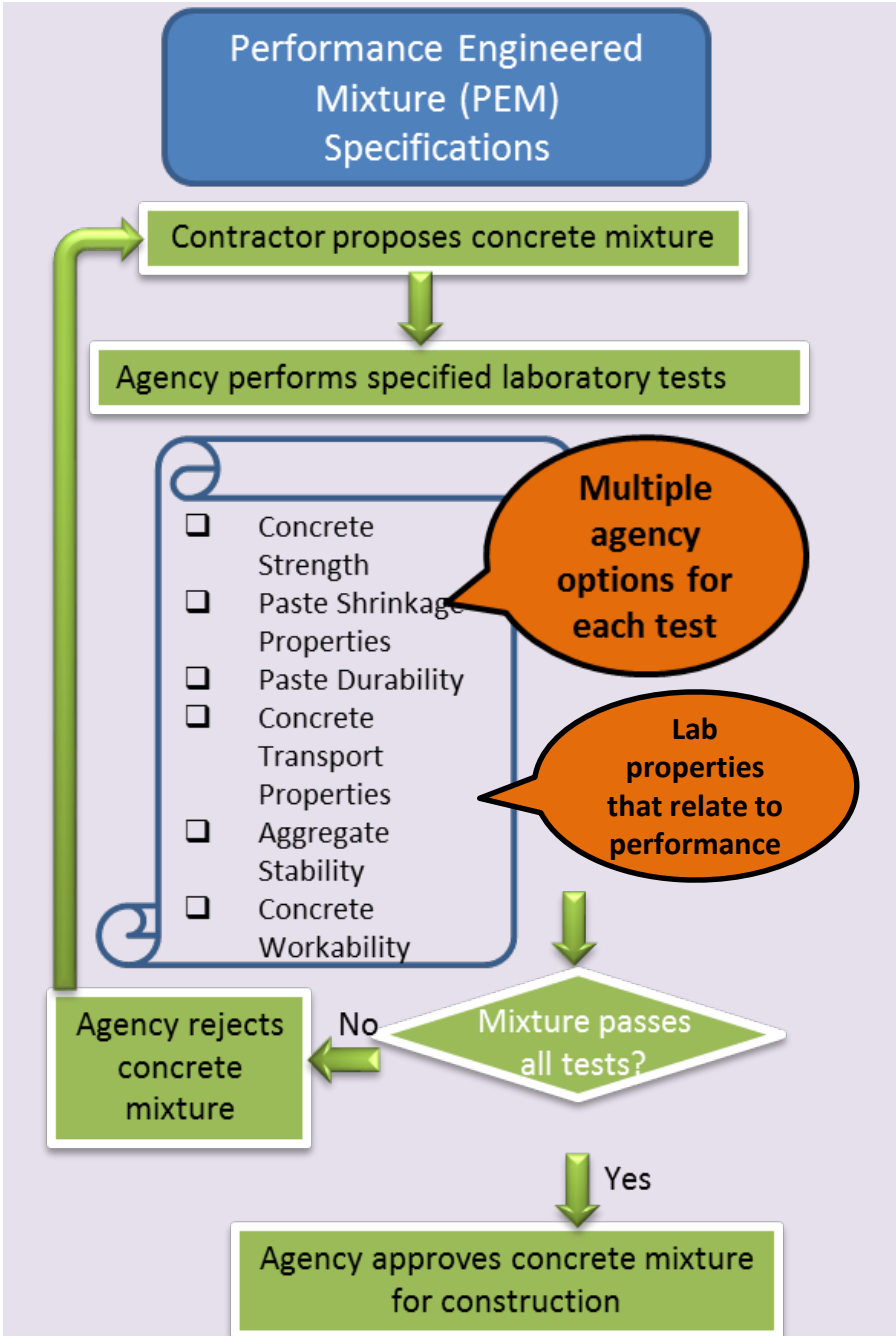 Performance Engineered
Mixture (PEM)
Specifications
Contractor proposes concrete mixture
Agency performs specified laboratory tests
Concrete
Strength
Paste Shrinkage
Properties
Paste Durability
Concrete
Transport
Properties
Aggregate
Stability
Concrete
Workability
Multiple
agency
options for
each test
Lab
properties
that relate to
performance
Mixture passes
all tests?
No
Agency rejects
concrete
mixture
Yes
Agency approves concrete mixture
for construction